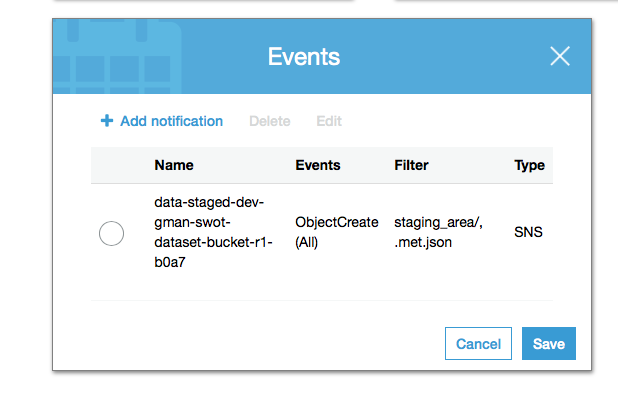 Events
+ Add notification Delete Edit
Name Events Filter Type
data-staged-dev-
gman-swot-
dataset-bucket-r1-
b0a7
ObjectCreate
(All)
staging_area/,
.met.json
SNS
Cancel Save